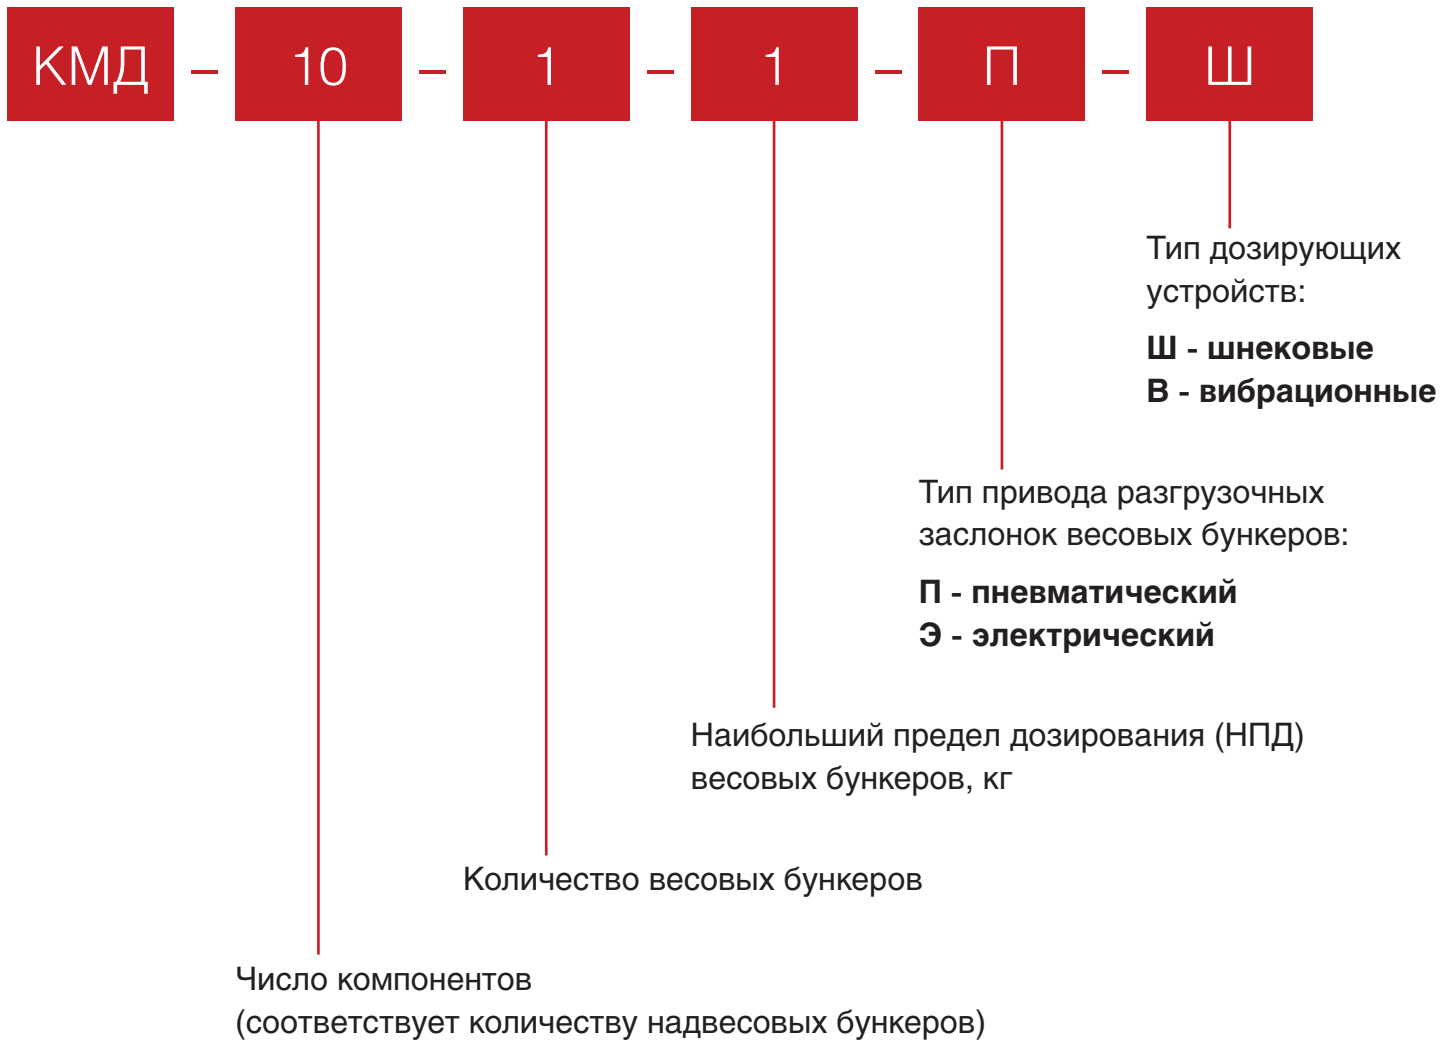 КМД – 10 – 1 – 1 – П – Ш
Тип дозирующих
устройств:
Ш - шнековые
В - вибрационные
Тип привода разгрузочных
заслонок весовых бункеров:
П - пневматический
Э - электрический
Наибольший предел дозирования (НПД)
весовых бункеров, кг
Количество весовых бункеров
Число компонентов
(соответствует количеству надвесовых бункеров)